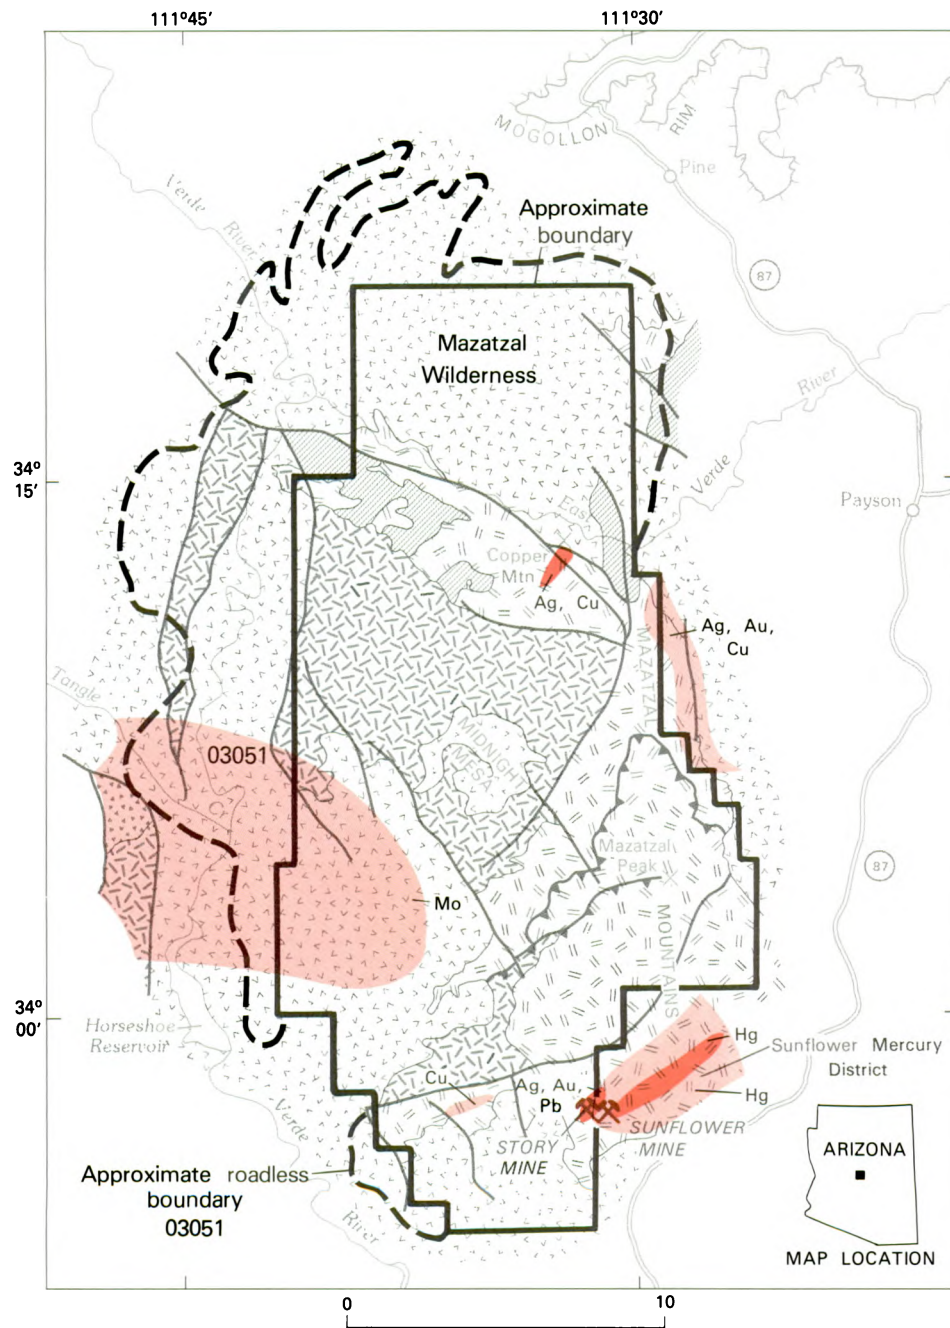 111°45′
111°30′
MOGOLLON
RIM
Pine
Verde
River
Approximate
boundary
87
Mazatzal
Wilderness
River
34°
15′
Verde
East
Payson
Copper
Mtn
Ag, Cu
Ag, Au,
Cu
MAZATZAL
Tangle
03051
MIDNIGHT
MESA
Cr
Mazatzal
Peak
87
Mo
MOUNTAINS
34°
00′
Horseshoe
Reservoir
Hg
Sunflower Mercury
District
Cu
Ag, Au,
Pb
Hg
Verde
STORY
MINE
SUNFLOWER
MINE
ARIZONA
Approximate roadless
boundary
03051
River
MAP LOCATION
0
10